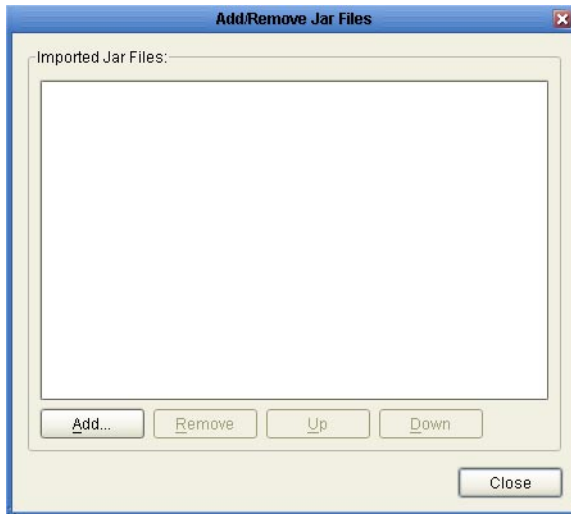 Add/Remove Jar Files
Imported Jar Files:
Add... Remove Up Down
Close